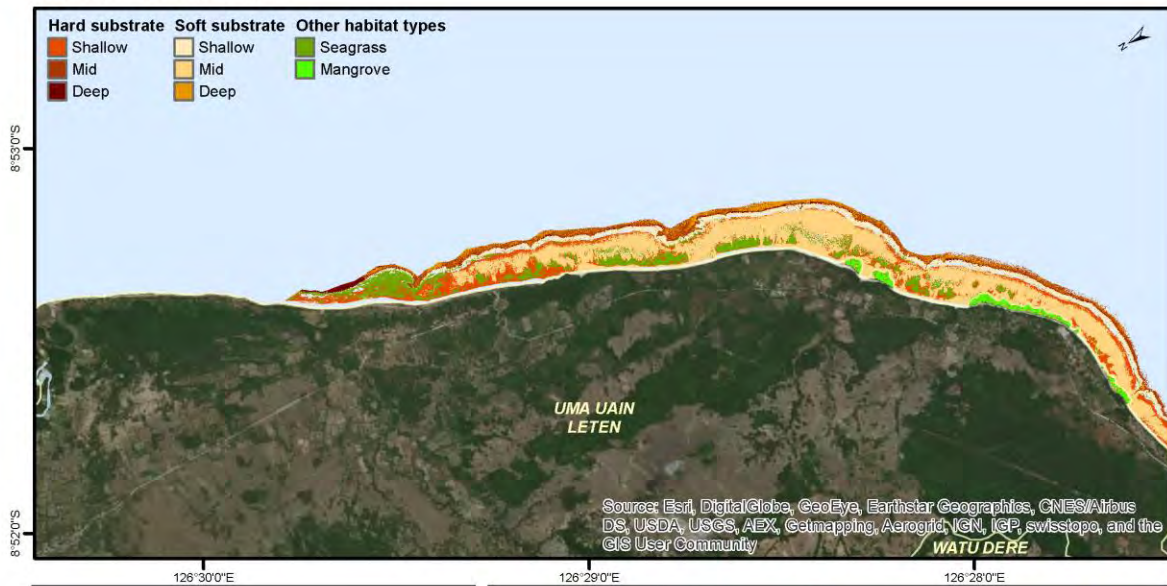 Hard substrate Soft substrate Other habitat types
Shallow Shallow Seagrass
Mid Mid Mangrove
Deep Deep
N
8°53'0"S
UMA UAIN
LETEN
Source: Esri, DigitalGlobe, GeoEye, Earthstar Geographics, CNES/Airbus
DS, USDA, USGS, AEX, Getmapping, Aerogrid, IGN, IGP, swisstopo, and the
GIS User Community
WATU DERE
8°52'0"S
126°30'0"E 126°29'0"E 126°28'0"E